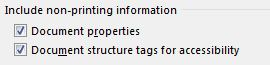 Include non-printing information
Document properties
Document structure tags for accessibility